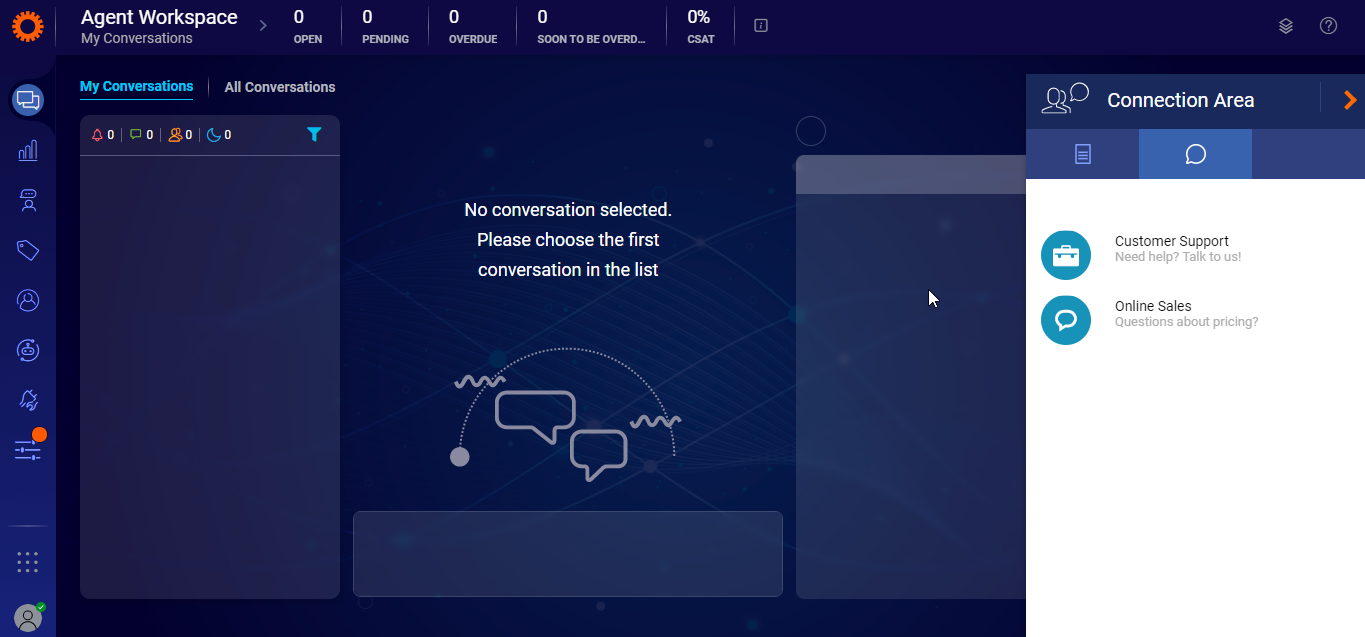 Agent Workspace
My Conversations
0
OPEN
0
PENDING
0
OVERDUE
0
SOON TO BE OVERD...
0%
CSAT
My Conversations
All Conversations
0 0 0 0
No conversation selected.
Please choose the first
conversation in the list
Connection Area
Customer Support
Need help? Talk to us!
Online Sales
Questions about pricing?